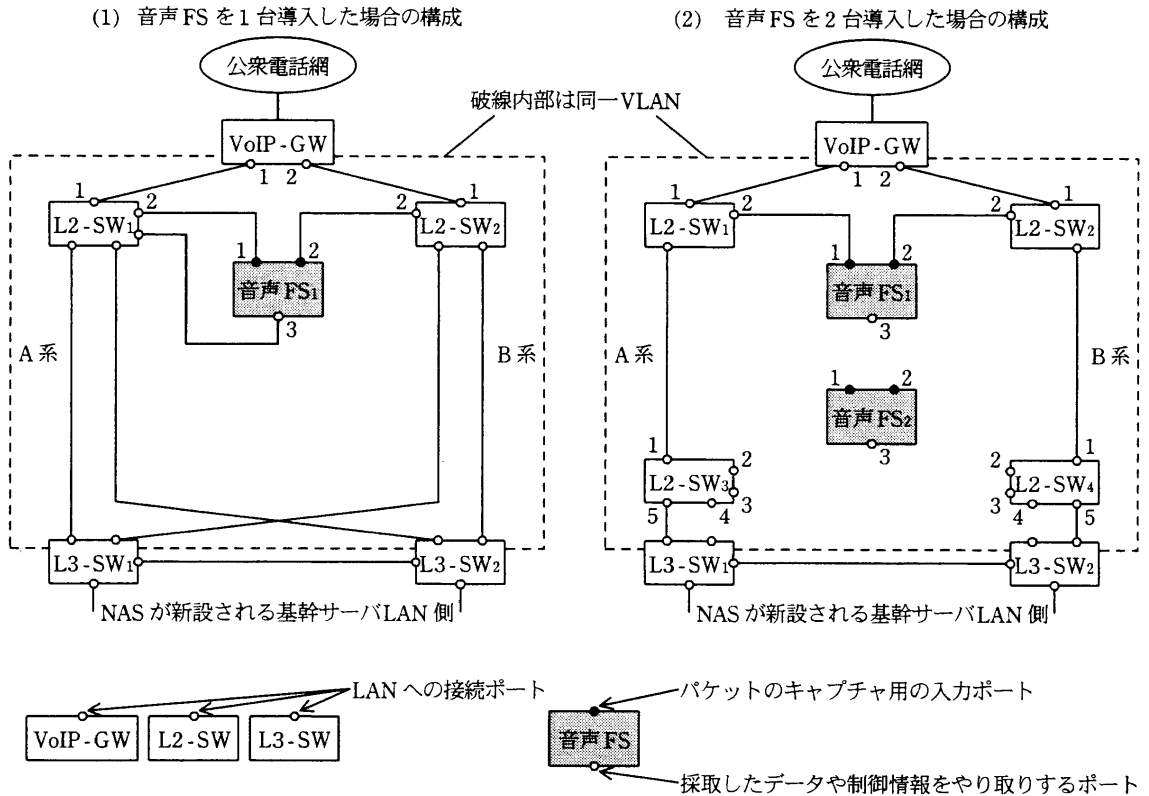 (1) 音声FSを1台導入した場合の構成
公衆電話網
VoIP-GW
1 2
1
2
L2-SW1
2
1
L2-SW2
1 2
音声FS1
3
A系
B系
L3-SW1
L3-SW2
NASが新設される基幹サーバLAN側
破線内部は同一VLAN
(2) 音声FSを2台導入した場合の構成
公衆電話網
VoIP-GW
1 2
1
2
L2-SW1
2
1
L2-SW2
1 2
音声FS1
3
A系
B系
1 2
音声FS2
3
1
2
L2-SW3
3
5 4
1
2
L2-SW4
3
4 5
L3-SW1
L3-SW2
NASが新設される基幹サーバLAN側
LANへの接続ポート
VoIP-GW
L2-SW
L3-SW
パケットのキャプチャ用の入力ポート
音声FS
採取したデータや制御情報をやり取りするポート